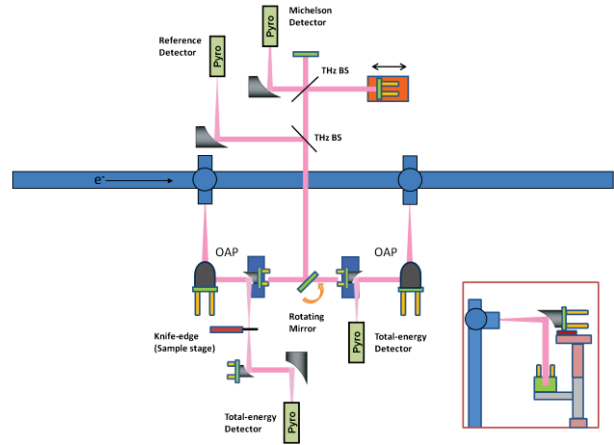 Michelson
Detector
Reference
Detector
Pyro
Pyro
THz BS
THz BS
e-
OAP
OAP
Rotating
Mirror
Knife-edge
(Sample stage)
Pyro
Total-energy
Detector
Total-energy
Detector
Pyro